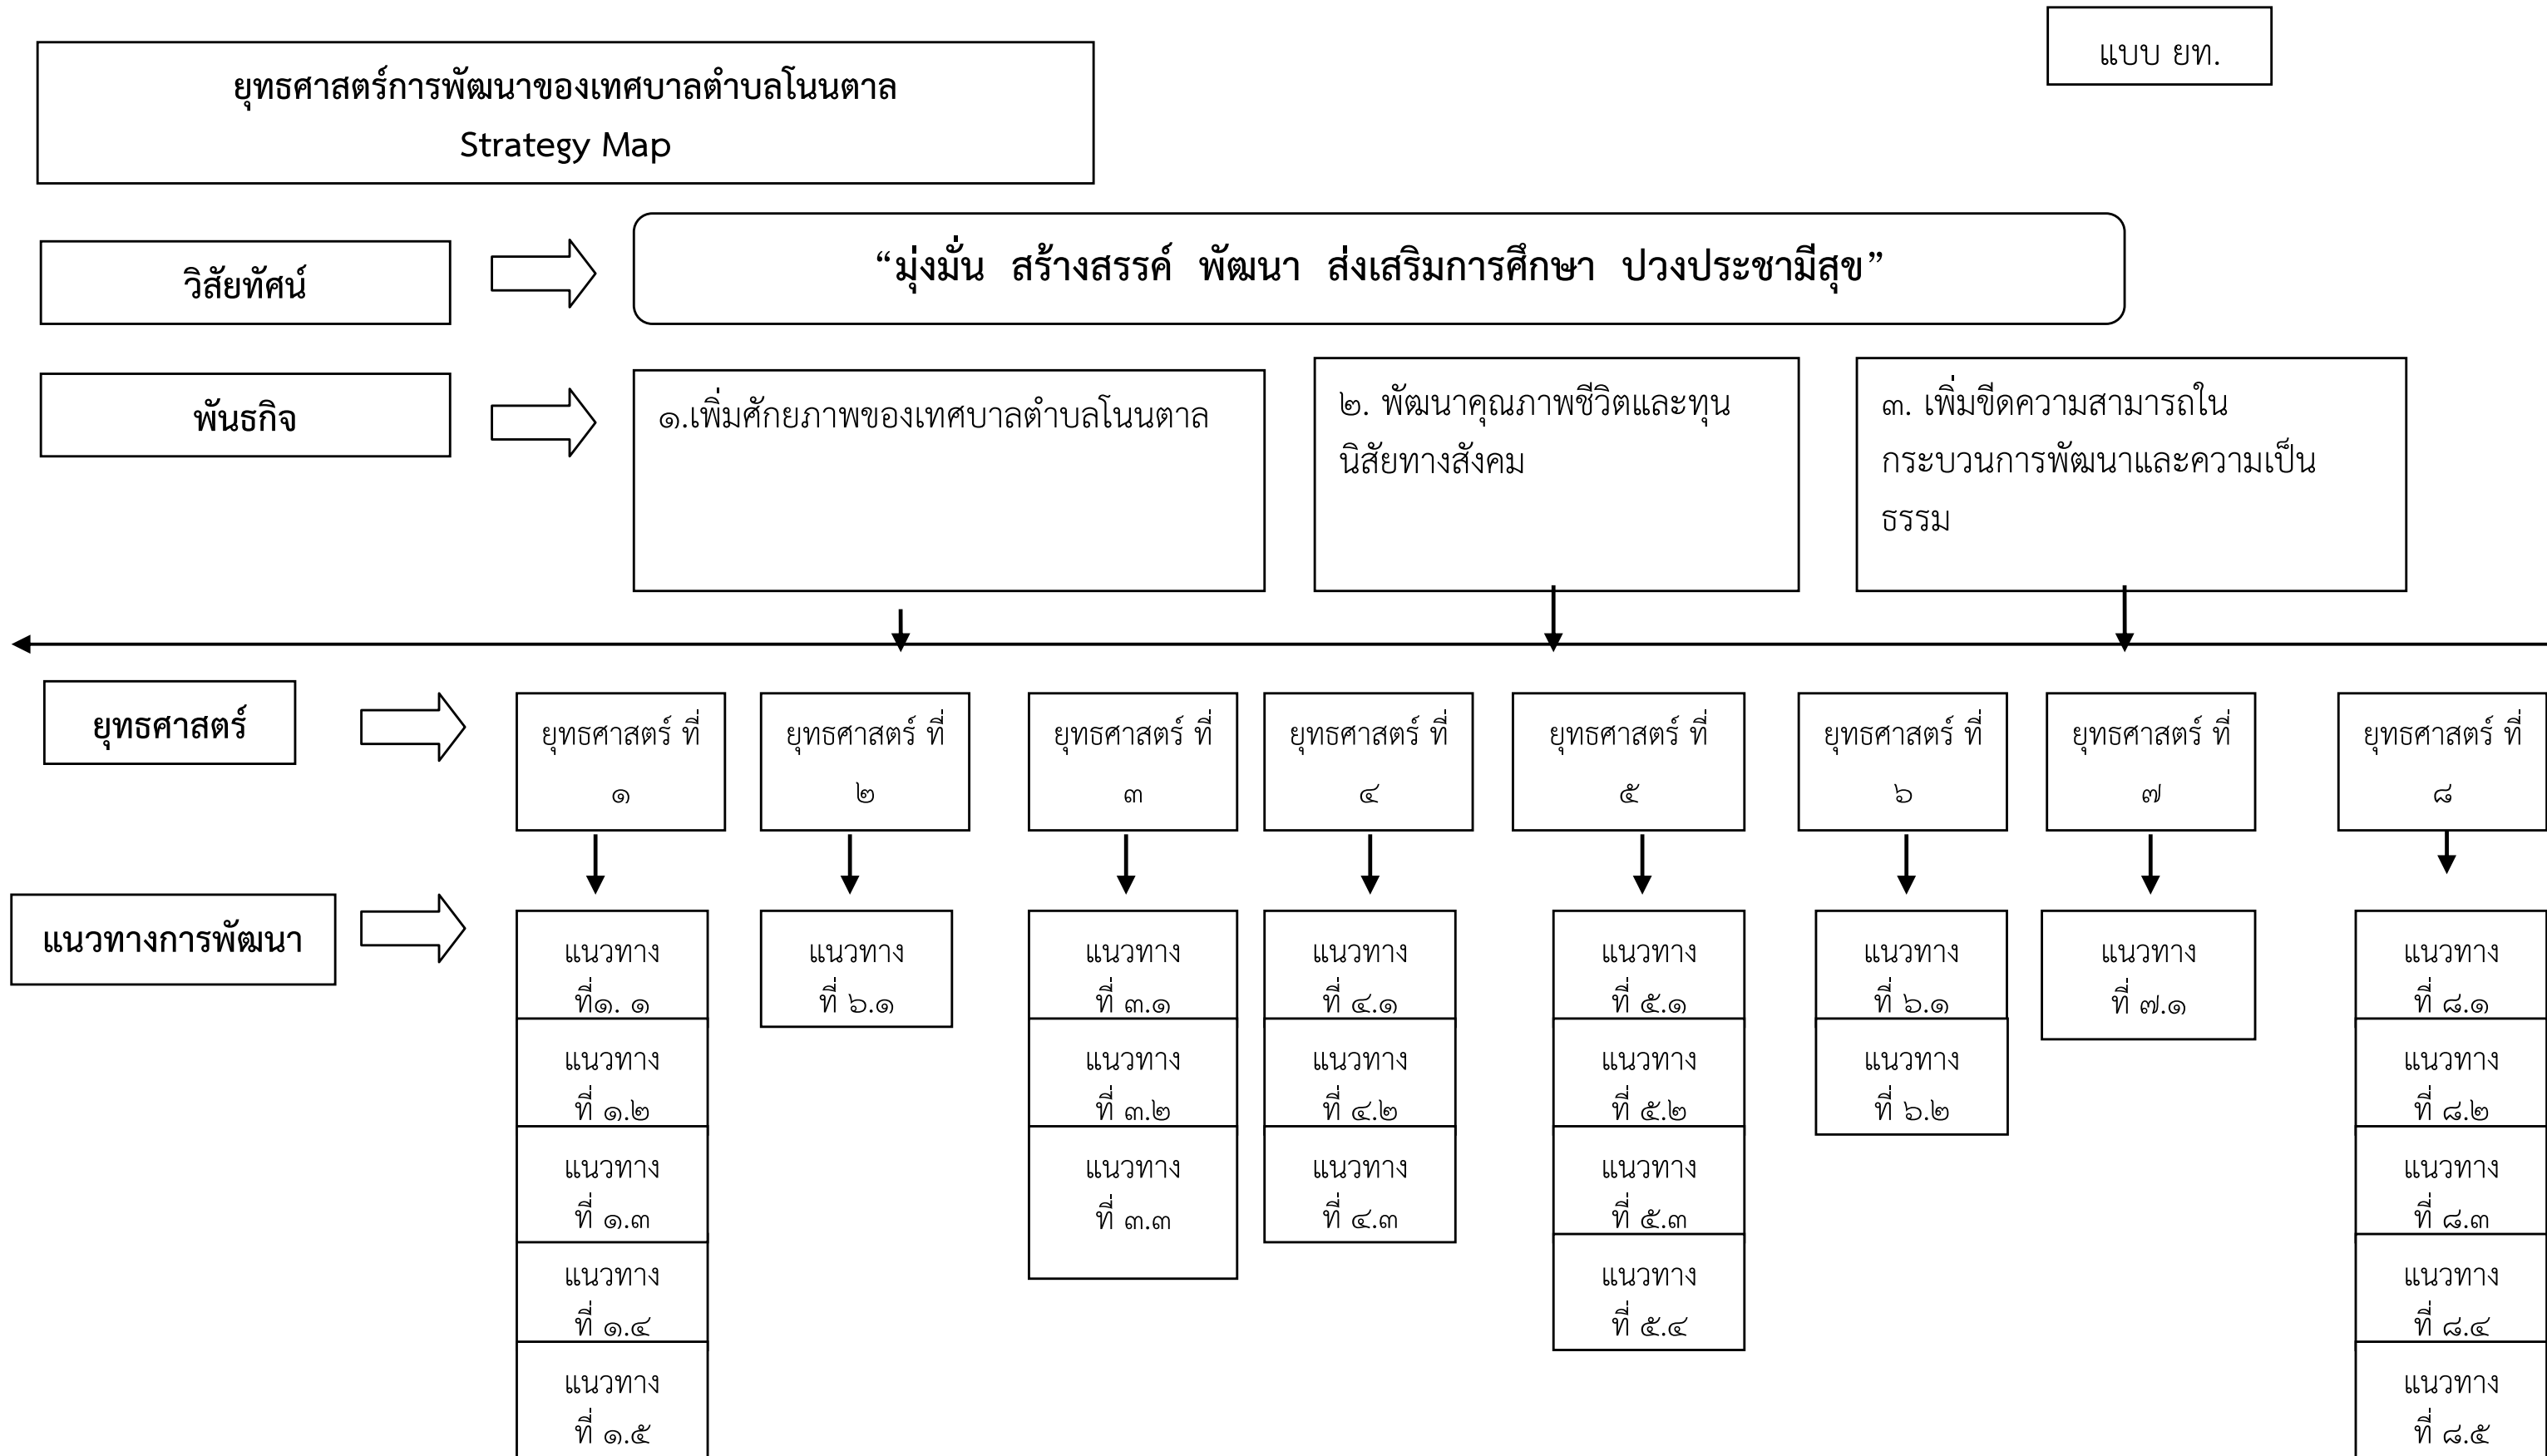 แบบ ยท.
ยุทธศาสตร์การพัฒนาของเทศบาลตำบลโนนตาล
Strategy Map
วิสัยทัศน์
“มุ่งมั่น สร้างสรรค์ พัฒนา ส่งเสริมการศึกษา ปวงประชามีสุข”
พันธกิจ
๑.เพิ่มศักยภาพของเทศบาลตำบลโนนตาล
๒. พัฒนาคุณภาพชีวิตและทุน
นิสัยทางสังคม
๓. เพิ่มขีดความสามารถใน
กระบวนการพัฒนาและความเป็น
ธรรม
ยุทธศาสตร์
ยุทธศาสตร์ ที่
๑
ยุทธศาสตร์ ที่
๒
ยุทธศาสตร์ ที่
๓
ยุทธศาสตร์ ที่
๔
ยุทธศาสตร์ ที่
๕
ยุทธศาสตร์ ที่
๖
ยุทธศาสตร์ ที่
๗
ยุทธศาสตร์ ที่
๘
แนวทางการพัฒนา
แนวทาง
ที่๑. ๑
แนวทาง
ที่ ๑.๒
แนวทาง
ที่ ๑.๓
แนวทาง
ที่ ๑.๔
แนวทาง
ที่ ๑.๕
แนวทาง
ที่ ๖.๑
แนวทาง
ที่ ๓.๑
แนวทาง
ที่ ๓.๒
แนวทาง
ที่ ๓.๓
แนวทาง
ที่ ๔.๑
แนวทาง
ที่ ๔.๒
แนวทาง
ที่ ๔.๓
แนวทาง
ที่ ๕.๑
แนวทาง
ที่ ๕.๒
แนวทาง
ที่ ๕.๓
แนวทาง
ที่ ๕.๔
แนวทาง
ที่ ๖.๑
แนวทาง
ที่ ๖.๒
แนวทาง
ที่ ๗.๑
แนวทาง
ที่ ๘.๑
แนวทาง
ที่ ๘.๒
แนวทาง
ที่ ๘.๓
แนวทาง
ที่ ๘.๔
แนวทาง
ที่ ๘.๕